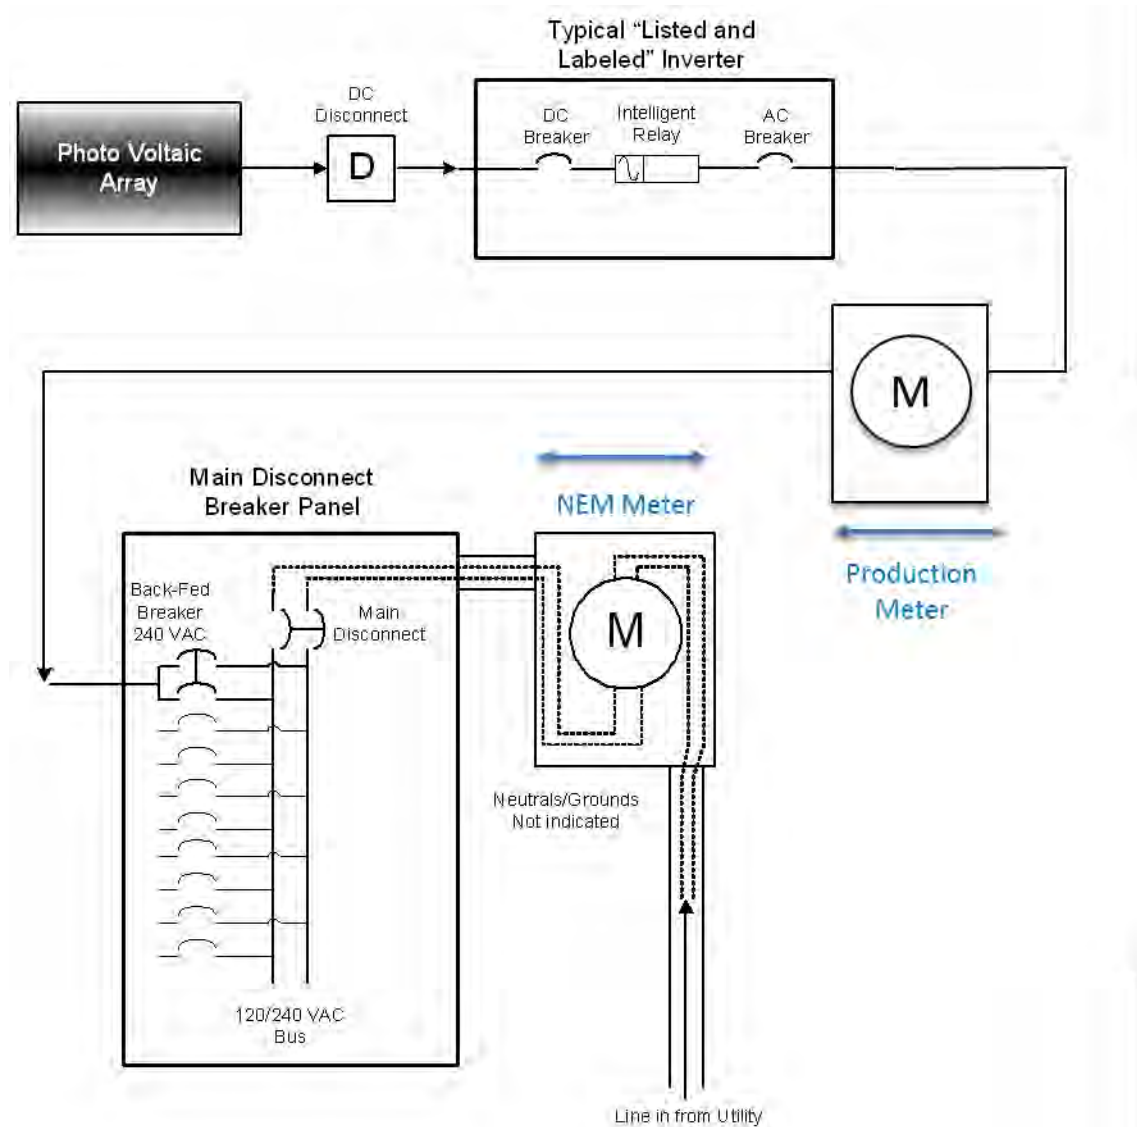 Typical “Listed and
Labeled” Inverter
DC
Disconnect
DC
Breaker
Intelligent
Relay
AC
Breaker
Photo Voltaic
Array
D
M
Production
Meter
NEM Meter
M
Main Disconnect
Breaker Panel
Back-Fed
Breaker
240 VAC
Main
Disconnect
Neutrals/Grounds
Not indicated
120/240 VAC
Bus
Line in from Utility